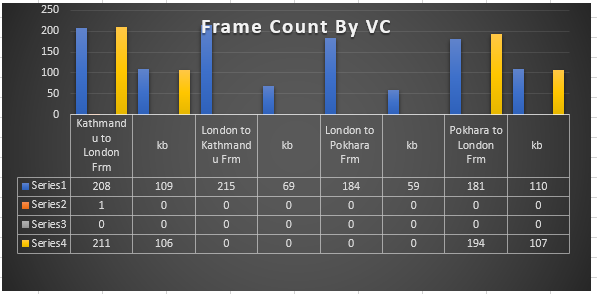 Frame Count By VC
250
200
150
100
50
0
Kathmand
u to
London
Frm
kb
London to
Kathmand
u Frm
kb
London to
Pokhara
Frm
kb
Pokhara to
London
Frm
kb
Series1 208 109 215 69 184 59 181 110
Series2 1 0 0 0 0 0 0 0
Series3 0 0 0 0 0 0 0 0
Series4 211 106 0 0 0 0 194 107